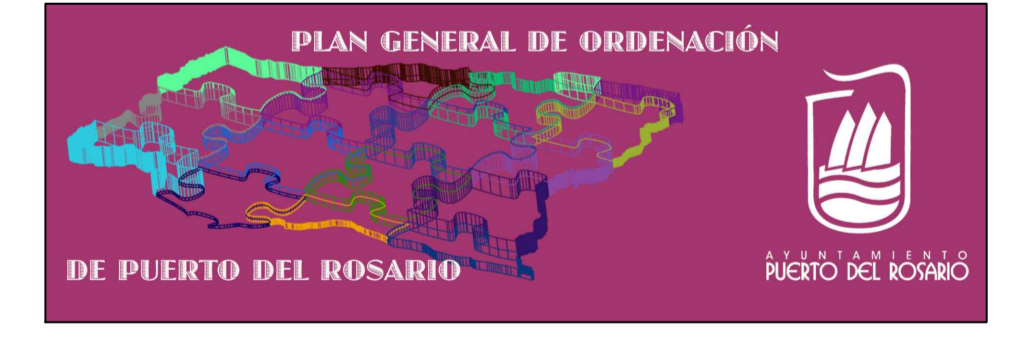 PLAN GENERAL DE ORDENACIÓN
DE PUERTO DEL ROSARIO
AYUNTAMIENTO
PUERTO DEL ROSARIO